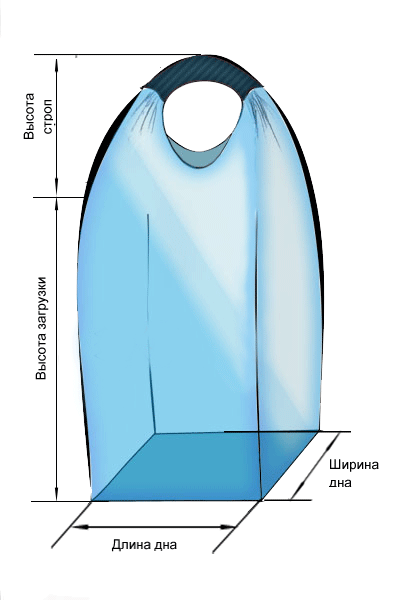 Высота
строп
Высота загрузки
Ширина
дна
Длина дна